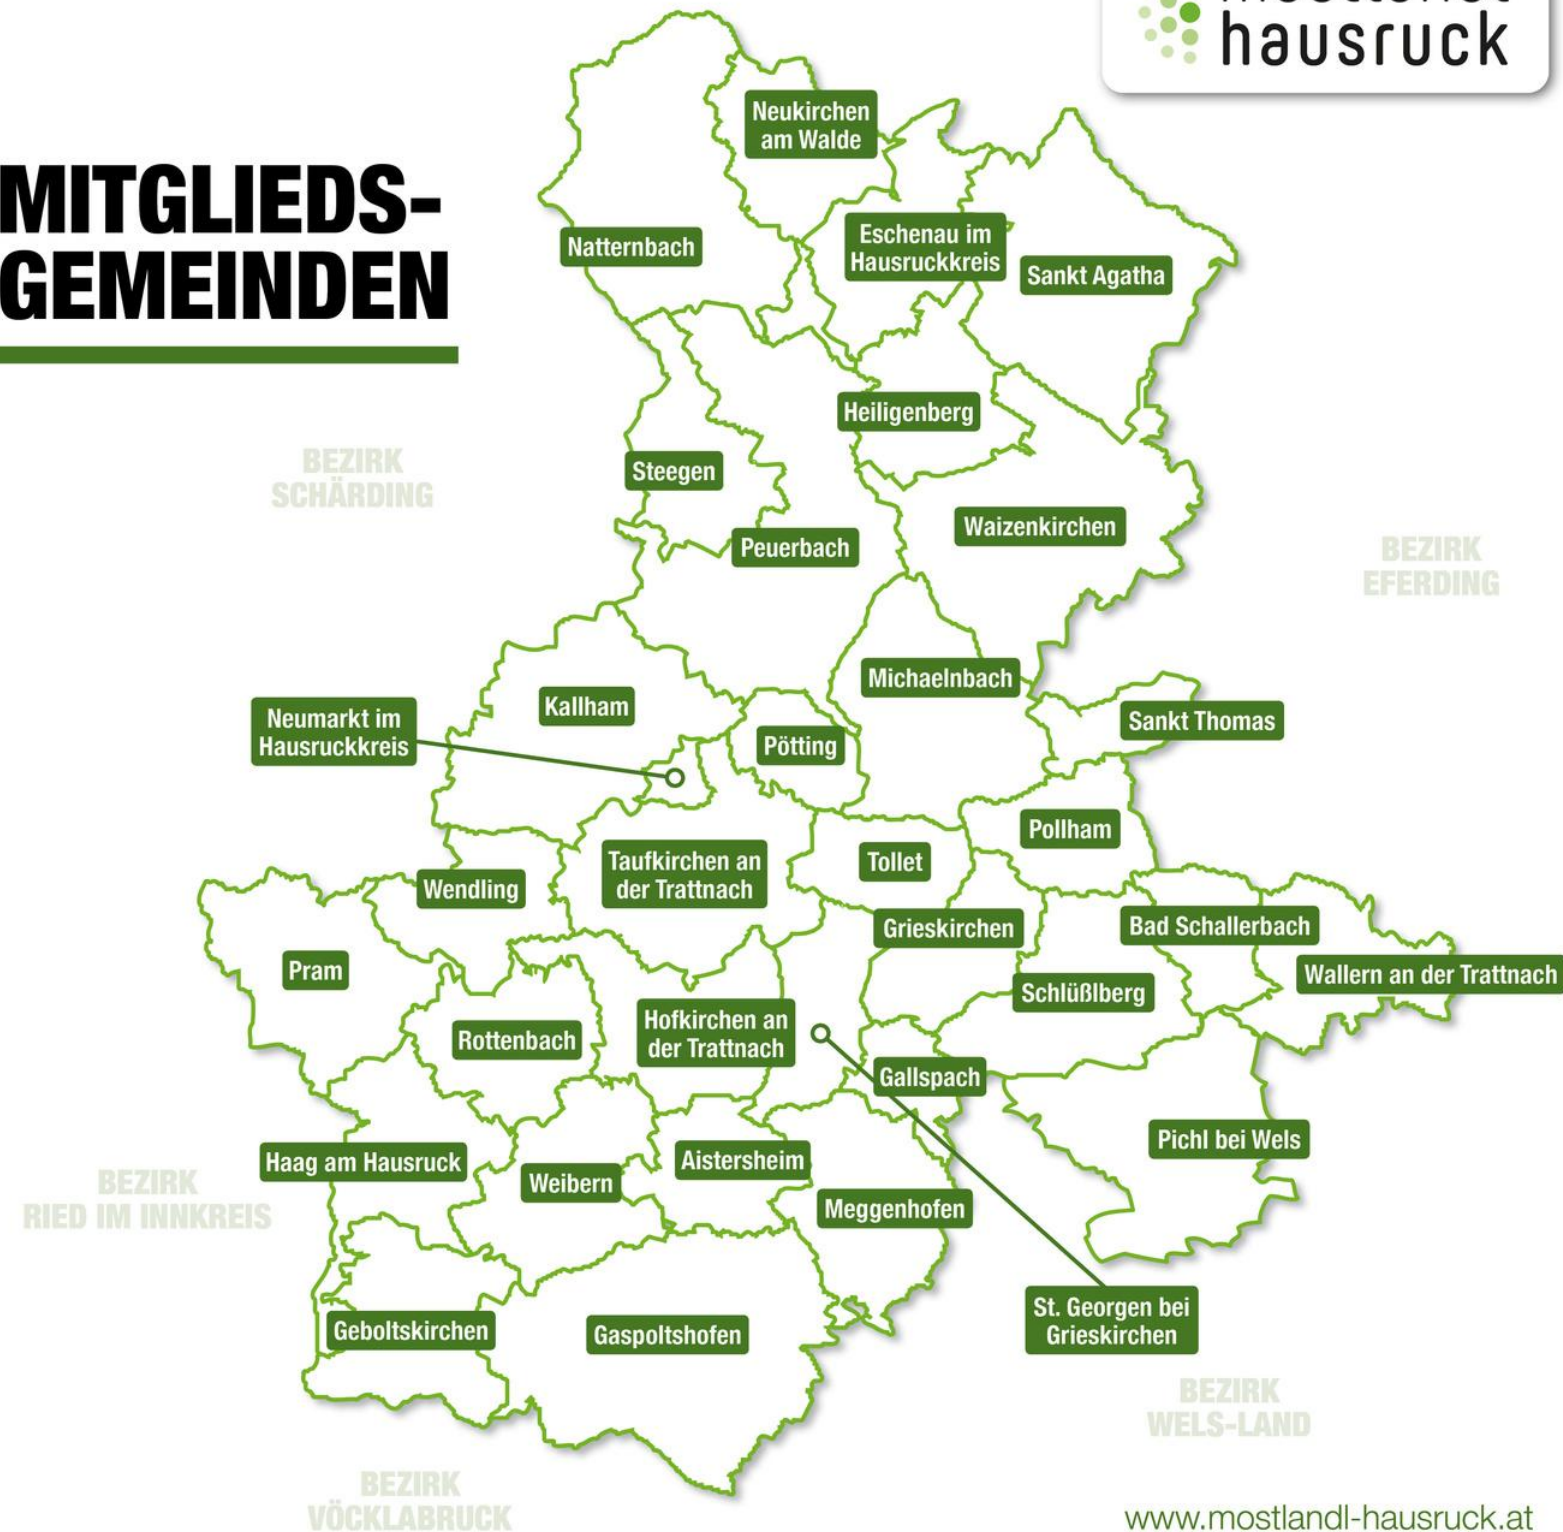 hausruck
MITGLIEDS-
GEMEINDEN
Neukirchen
am Walde
Natternbach
Eschenau im
Hausruckkreis
Sankt Agatha
Heiligenberg
BEZIRK
SCHÄRDING
Steegen
Waizenkirchen
Peuerbach
BEZIRK
EFERDING
Michaelnbach
Kallham
Neumarkt im
Hausruckkreis
Sankt Thomas
Pötting
Pollham
Taufkirchen an
der Trattnach
Tollet
Wendling
Grieskirchen
Bad Schallerbach
Pram
Wallern an der Trattnach
Schlüßlberg
Rottenbach
Hofkirchen an
der Trattnach
Gallspach
Pichl bei Wels
Haag am Hausruck
Aistersheim
Weibern
BEZIRK
RIED IM INNKREIS
Meggenhofen
St. Georgen bei
Grieskirchen
Geboltskirchen
Gaspoltshofen
BEZIRK
WELS-LAND
BEZIRK
VÖCKLABRUCK
www.mostlandl-hausruck.at